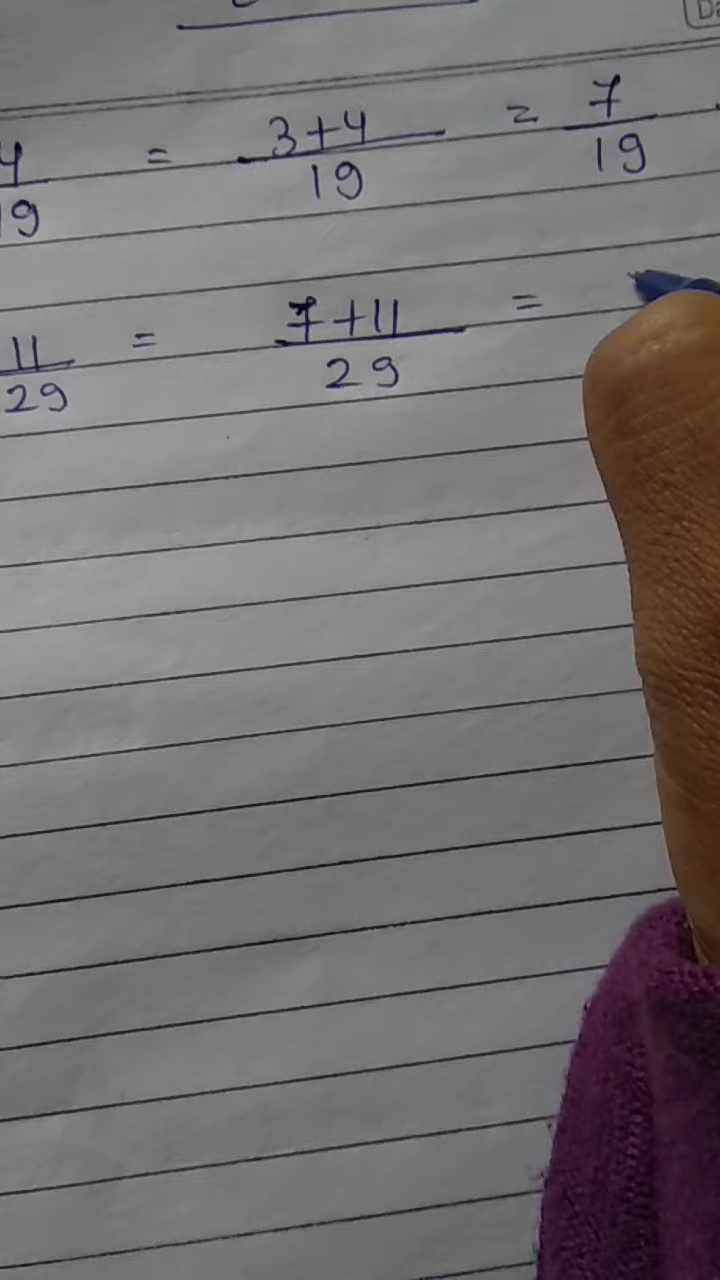 4/19 = 3+4/19 = 7/19
11/29 = 7+11/29 =